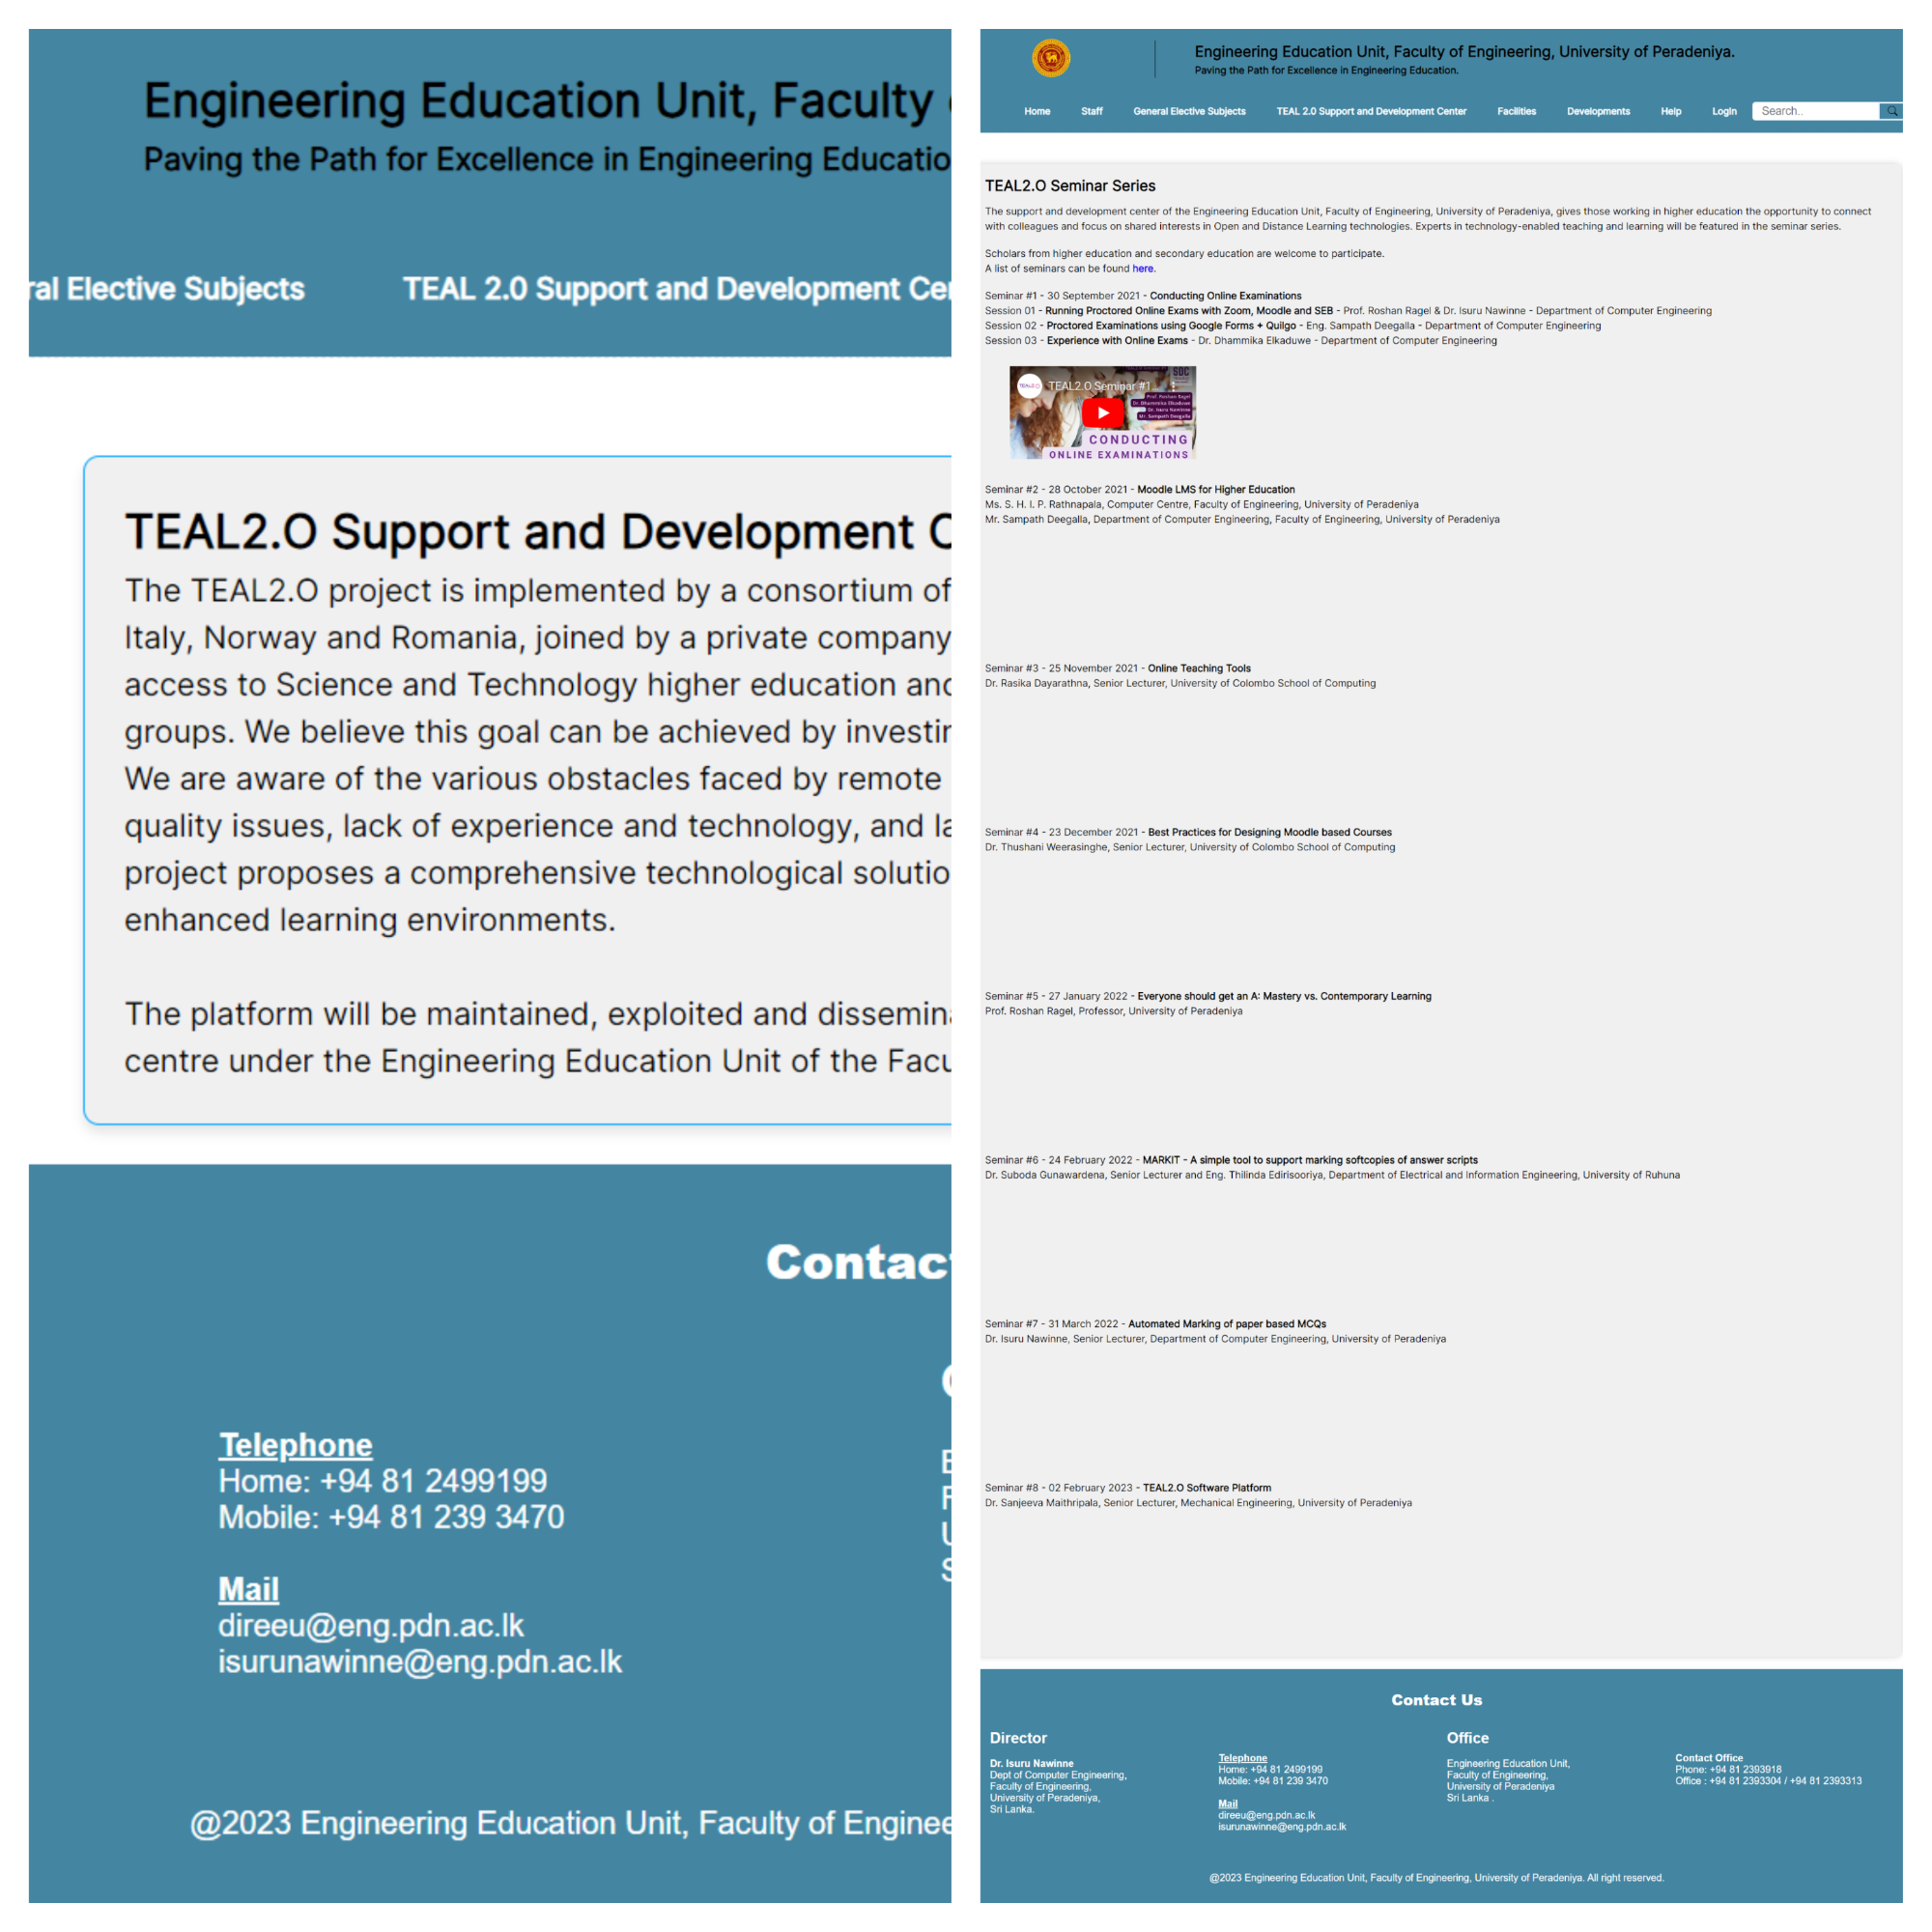 Engineering Education Unit, Faculty
Paving the Path for Excellence in Engineering
Elective Subjects
TEAL 2.0 Support and Development
TEAL2.O Support and Development
The TEAL2.O project is implemented by a consortium of
Italy, Norway and Romania, joined by a private company
access to Science and Technology higher education and
groups. We believe this goal can be achieved by
We are aware of the various obstacles faced by remote
quality issues, lack of experience and technology, and
project proposes a comprehensive technological
enhanced learning environments.
The platform will be maintained, exploited and
centre under the Engineering Education Unit of the
Telephone
Home: +94 81 2499199
Mobile: +94 81 239 3470
Mail
direeu@eng.pdn.ac.lk
isurunawinne@eng.pdn.ac.lk
@2023 Engineering Education Unit, Faculty of
Engineering Education Unit, Faculty of Engineering, University of Peradeniya.
Paving the Path for Excellence in Engineering Education.
Home Staff General Elective Subjects TEAL 2.0 Support and Development Center Facilities Developments Help Login Search..
TEAL2.O Seminar Series
The support and development center of the Engineering Education Unit, Faculty of Engineering, University of Peradeniya, gives those working in higher education the opportunity to connect
with colleagues and focus on shared interests in Open and Distance Learning technologies. Experts in technology-enabled teaching and learning will be featured in the seminar series.
Scholars from higher education and secondary education are welcome to participate.
A list of seminars can be found here.
Seminar #1 - 30 September 2021 - Conducting Online Examinations
Session 01 - Running Proctored Online Exams with Zoom, Moodle and SEB - Prof. Roshan Ragel & Dr. Isuru Nawinne - Department of Computer Engineering
Session 02 - Proctored Examinations using Google Forms + Quilgo - Eng. Sampath Deegalla - Department of Computer Engineering
Session 03 - Experience with Online Exams - Dr. Dhammika Elkaduwe - Department of Computer Engineering
TEAL2.O Seminar #1...
SBC
Prof. Roshan Ragel
Dr. Dhammika Elkaduwe
Dr. Isuru Nawinne
Mr. Sampath Deegalla
CONDUCTING
ONLINE EXAMINATIONS
Seminar #2 - 28 October 2021 - Moodle LMS for Higher Education
Ms. S. H. I. P. Rathnapala, Computer Centre, Faculty of Engineering, University of Peradeniya
Mr. Sampath Deegalla, Department of Computer Engineering, Faculty of Engineering, University of Peradeniya
Seminar #3 - 25 November 2021 - Online Teaching Tools
Dr. Rasika Dayarathna, Senior Lecturer, University of Colombo School of Computing
Seminar #4 - 23 December 2021 - Best Practices for Designing Moodle based Courses
Dr. Thushani Weerasinghe, Senior Lecturer, University of Colombo School of Computing
Seminar #5 - 27 January 2022 - Everyone should get an A: Mastery vs. Contemporary Learning
Prof. Roshan Ragel, Professor, University of Peradeniya
Seminar #6 - 24 February 2022 - MARKIT - A simple tool to support marking softcopies of answer scripts
Dr. Suboda Gunawardena, Senior Lecturer and Eng. Thilinda Edirisooriya, Department of Electrical and Information Engineering, University of Ruhuna
Seminar #7 - 31 March 2022 - Automated Marking of paper based MCQs
Dr. Isuru Nawinne, Senior Lecturer, Department of Computer Engineering, University of Peradeniya
Seminar #8 - 02 February 2023 - TEAL2.O Software Platform
Dr. Sanjeeva Maithripala, Senior Lecturer, Mechanical Engineering, University of Peradeniya
Contact Us
Director
Dr. Isuru Nawinne
Dept of Computer Engineering,
Faculty of Engineering,
University of Peradeniya,
Sri Lanka.
Telephone
Home: +94 81 2499199
Mobile: +94 81 239 3470
Mail
direeu@eng.pdn.ac.lk
isurunawinne@eng.pdn.ac.lk
Office
Engineering Education Unit,
Faculty of Engineering,
University of Peradeniya
Sri Lanka .
Contact Office
Phone: +94 81 2393918
Office : +94 81 2393304 / +94 81 2393313
@2023 Engineering Education Unit, Faculty of Engineering, University of Peradeniya. All right reserved.